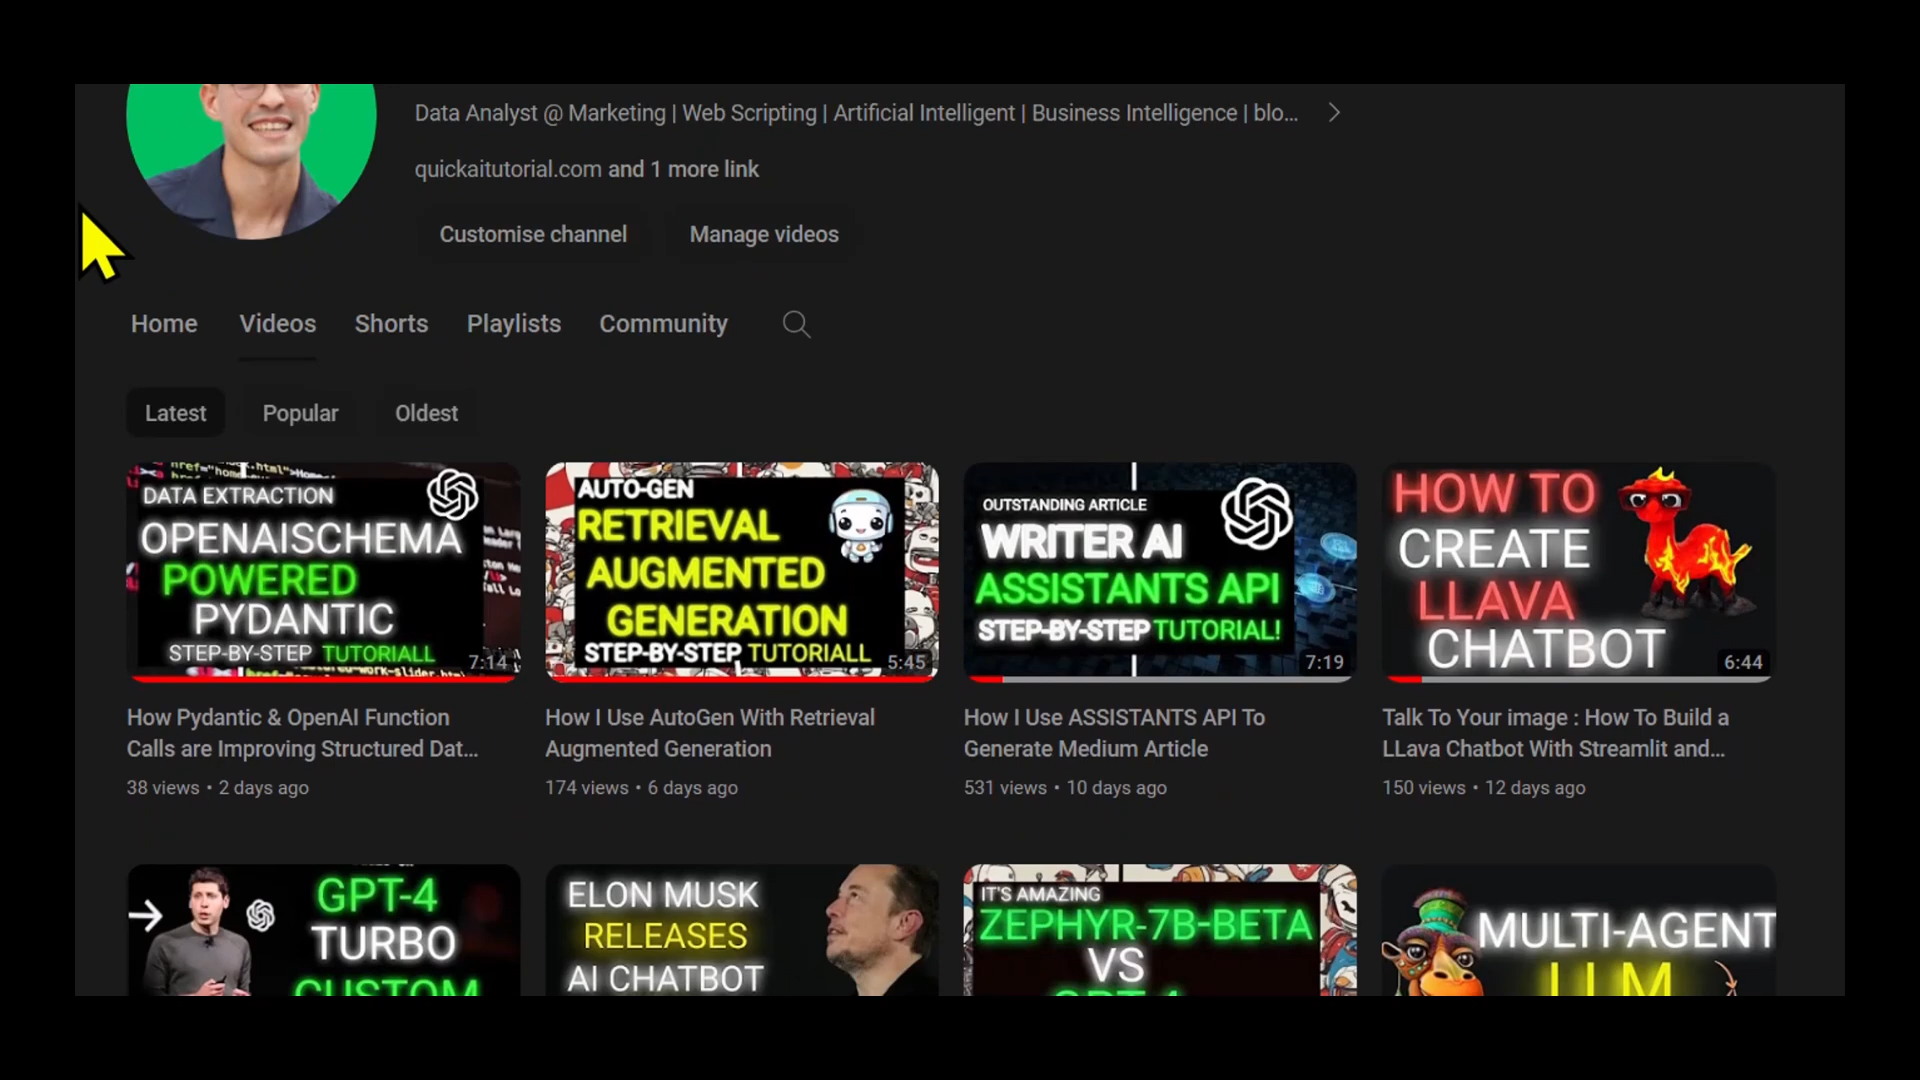 Data Analyst @ Marketing | Web Scripting | Artificial Intelligent | Business Intelligence | blo...
quickaitutorial.com and 1 more link
Customise channel
Manage videos
Home
Videos
Shorts
Playlists
Community
Latest
Popular
Oldest
DATA EXTRACTION
OPENAISCHEMA
POWERED
PYDANTIC
STEP-BY-STEP TUTORIALL
7:14
AUTO-GEN
RETRIEVAL
AUGMENTED
GENERATION
STEP-BY-STEP TUTORIALL
5:45
OUTSTANDING ARTICLE
WRITER AI
ASSISTANTS API
STEP-BY-STEP TUTORIAL!
7:19
HOW TO
CREATE
LLAVA
CHATBOT
6:44
How Pydantic & OpenAI Function
Calls are Improving Structured Dat...
38 views • 2 days ago
How I Use AutoGen With Retrieval
Augmented Generation
174 views • 6 days ago
How I Use ASSISTANTS API To
Generate Medium Article
531 views • 10 days ago
Talk To Your image : How To Build a
LLava Chatbot With Streamlit and...
150 views • 12 days ago
GPT-4
TURBO
CUSTOM
ELON MUSK
RELEASES
AI CHATBOT
IT'S AMAZING
ZEPHYR-7B-BETA
VS
MULTI-AGENT
LLM